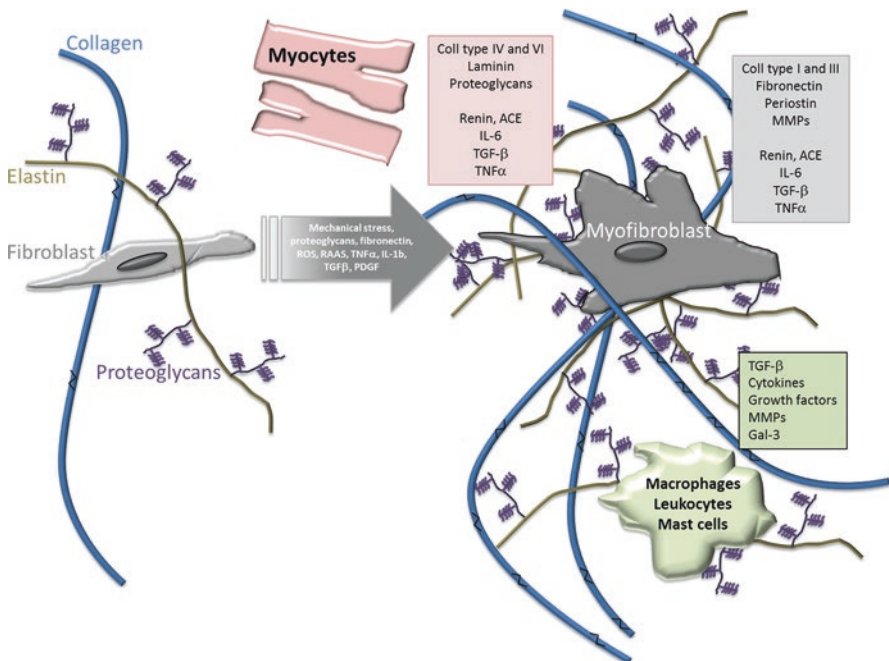 Collagen
Elastin
Fibroblast
Proteoglycans
Myocytes
Mechanical stress,
proteoglycans, fibronectin,
ROS, RAAS, TNFα, IL-1b,
TGFβ, PDGF
Coll type IV and VI
Laminin
Proteoglycans
Renin, ACE
IL-6
TGF-β
TNFα
Coll type I and III
Fibronectin
Periostin
MMPs
Renin, ACE
IL-6
TGF-β
TNFα
Myofibroblast
TGF-β
Cytokines
Growth factors
MMPs
Gal-3
Macrophages
Leukocytes
Mast cells